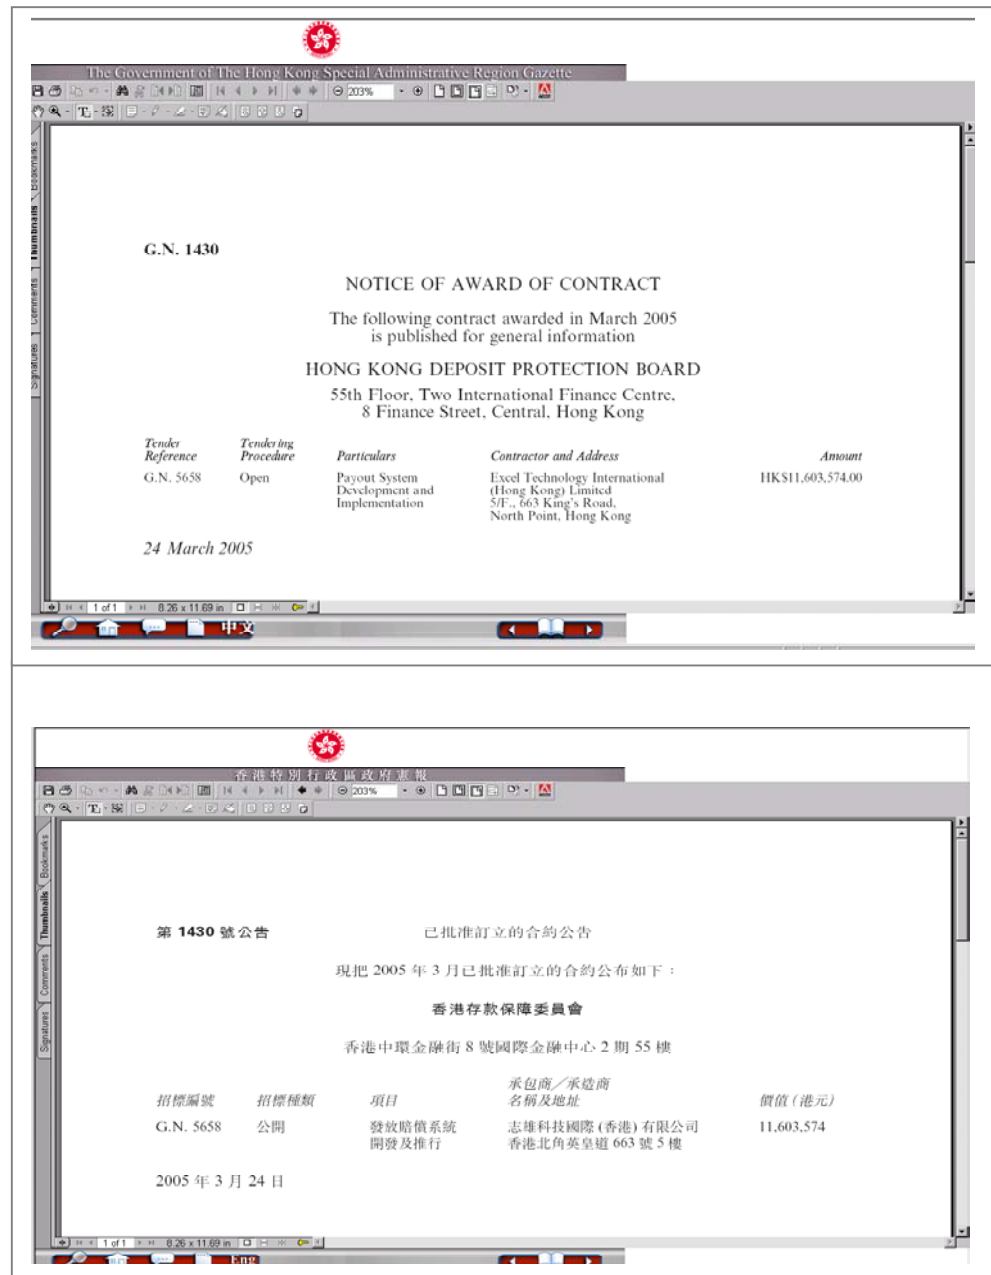 The Government of The Hong Kong Special Administrative Region Gazette
203%
Bookmarks
Thumbnails
Comments
Signatures
G.N. 1430
NOTICE OF AWARD OF CONTRACT
The following contract awarded in March 2005
is published for general information
HONG KONG DEPOSIT PROTECTION BOARD
55th Floor, Two International Finance Centre,
8 Finance Street, Central, Hong Kong
Tender Reference Tendering Procedure Particulars Contractor and Address Amount
G.N. 5658 Open Payout System Excel Technology International HK$11,603,574.00
Development and (Hong Kong) Limited
Implementation 5/F., 663 King's Road,
North Point, Hong Kong
24 March 2005
1 of 1 8.26 x 11.69 in
中文
香港特別行政區政府憲報
203%
Bookmarks
Thumbnails
Comments
Signatures
第 1430 號公告 已批准訂立的合約公告
現把 2005 年 3 月已批准訂立的合約公布如下：
香港存款保障委員會
香港中環金融街 8 號國際金融中心 2 期 55 樓
承包商／承造商
招標編號 招標種類 項目 名稱及地址 價值 (港元)
G.N. 5658 公開 發放賠償系統 志雄科技國際 (香港) 有限公司 11,603,574
開發及推行 香港北角英皇道 663 號 5 樓
2005 年 3 月 24 日
1 of 1 8.26 x 11.69 in
Eng